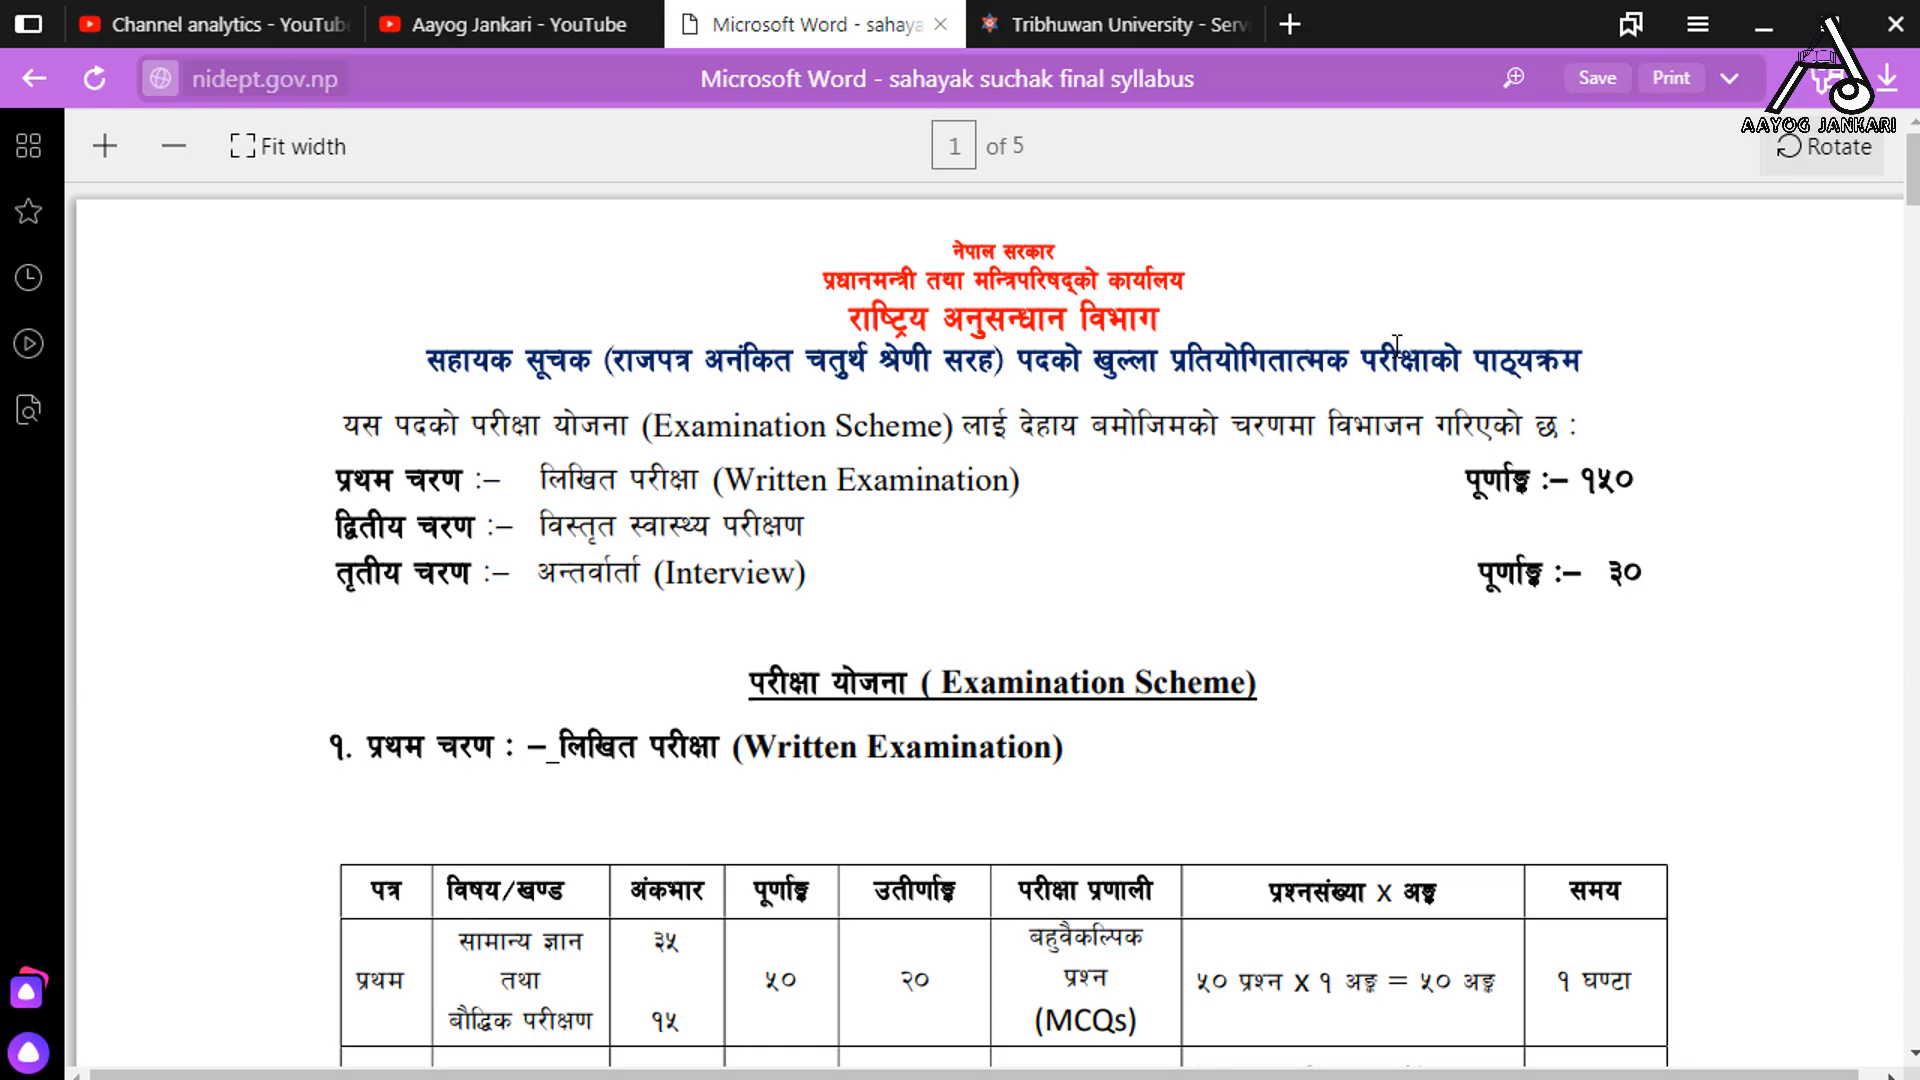 Channel analytics - YouTube
Aayog Jankari - YouTube
Microsoft Word - sahaya
Tribhuwan University - Serv
nidept.gov.np
Microsoft Word - sahayak suchak final syllabus
Save
Print
AAYOG JANKARI
Fit width
1 of 5
Rotate
नेपाल सरकार
प्रधानमन्त्री तथा मन्त्रिपरिषद्को कार्यालय
राष्ट्रिय अनुसन्धान विभाग
सहायक सूचक (राजपत्र अनंकित चतुर्थ श्रेणी सरह) पदको खुल्ला प्रतियोगितात्मक परीक्षाको पाठ्यक्रम
यस पदको परीक्षा योजना (Examination Scheme) लाई देहाय बमोजिमको चरणमा विभाजन गरिएको छ :
प्रथम चरण :– लिखित परीक्षा (Written Examination) पूर्णाङ्क :– १५०
द्वितीय चरण :– विस्तृत स्वास्थ्य परीक्षण
तृतीय चरण :– अन्तर्वार्ता (Interview) पूर्णाङ्क :– ३०
परीक्षा योजना ( Examination Scheme)
१. प्रथम चरण : –_लिखित परीक्षा (Written Examination)
पत्र विषय/खण्ड अंकभार पूर्णाङ्क उतीर्णाङ्क परीक्षा प्रणाली प्रश्नसंख्या X अङ्क समय
सामान्य ज्ञान ३५ बहुवैकल्पिक
प्रथम तथा ५० २० प्रश्न ५० प्रश्न X १ अङ्क = ५० अङ्क १ घण्टा
बौद्धिक परीक्षण १५ (MCQs)